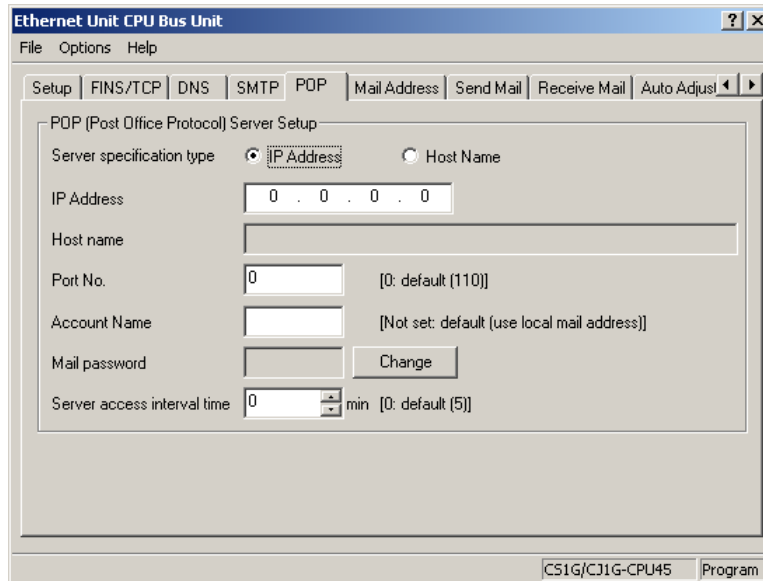 Ethernet Unit CPU Bus Unit
File Options Help
Setup FINS/TCP DNS SMTP POP Mail Address Send Mail Receive Mail Auto Adjust
POP (Post Office Protocol) Server Setup
Server specification type IP Address Host Name
IP Address 0 . 0 . 0 . 0
Host name
Port No. 0 [0: default (110)]
Account Name [Not set: default (use local mail address)]
Mail password Change
Server access interval time 0 min [0: default (5)]
CS1G/CJ1G-CPU45 Program